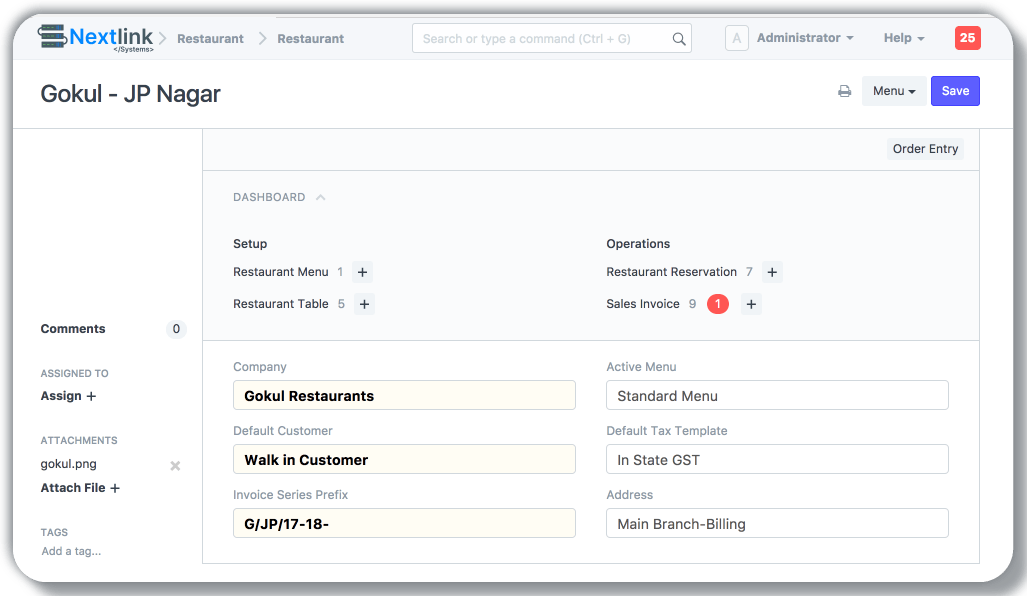 Nextlink
</Systems>
Restaurant
Restaurant
Search or type a command (Ctrl + G)
A
Administrator
Help
25
Gokul - JP Nagar
Menu
Save
Order Entry
DASHBOARD
Setup
Operations
Restaurant Menu 1 +
Restaurant Reservation 7 +
Restaurant Table 5 +
Sales Invoice 9 1 +
Comments 0
ASSIGNED TO
Assign +
ATTACHMENTS
gokul.png
Attach File +
TAGS
Add a tag...
Company
Gokul Restaurants
Default Customer
Walk in Customer
Invoice Series Prefix
G/JP/17-18-
Active Menu
Standard Menu
Default Tax Template
In State GST
Address
Main Branch-Billing